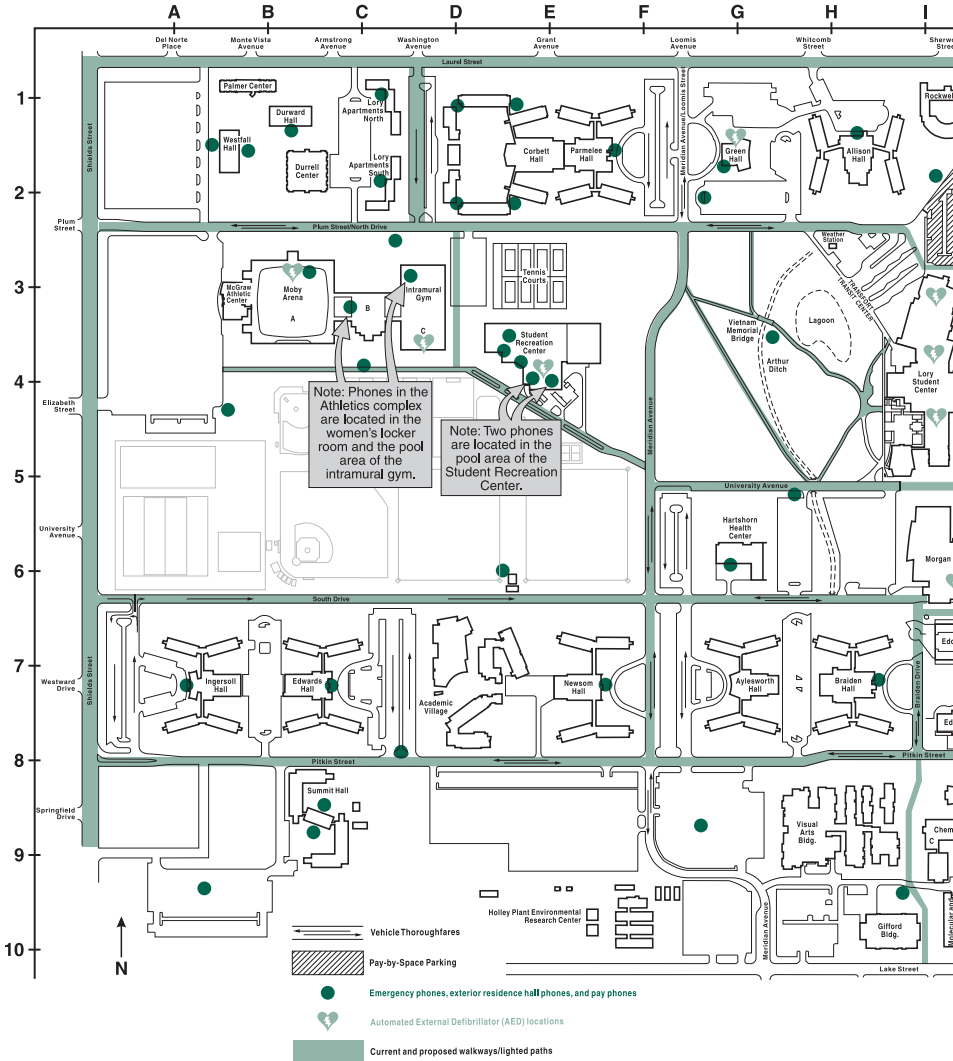 A B C D E F G H I
Del Norte
Place
Monte Vista
Avenue
Armstrong
Avenue
Washington
Avenue
Grant
Avenue
Loomis
Avenue
Whitcomb
Street
Laurel Street
1
2
3
4
5
6
7
8
9
10
Shields Street
Palmer Center
Durward
Hall
Westfall
Hall
Durrell
Center
Lory
Apartments
North
Lory
Apartments
South
Corbett
Hall
Parmelee
Hall
Meridian Avenue/Loomis Street
Green
Hall
Allison
Hall
Rockwell
Plum
Street
Plum Street/North Drive
McGraw
Athletic
Center
Moby
Arena
A
B
Intramural
Gym
C
Tennis
Courts
Student
Recreation
Center
Weather
Station
TRANSFORT
TRANSIT CENTER
Lagoon
Vietnam
Memorial
Bridge
Arthur
Ditch
Lory
Student
Center
Elizabeth
Street
Note: Phones in the
Athletics complex
are located in the
women's locker
room and the pool
area of the
intramural gym.
Note: Two phones
are located in the
pool area of the
Student Recreation
Center.
Meridian Avenue
University
Avenue
University Avenue
Hartshorn
Health
Center
Morgan
South Drive
Westward
Drive
Shields Street
Ingersoll
Hall
Edwards
Hall
Academic
Village
Newsom Hall
Aylesworth
Hall
Braiden
Hall
Braiden Drive
Pitkin Street
Pitkin Street
Springfield
Drive
Summit Hall
Visual
Arts
Bldg.
Chem
C
Holley Plant Environmental
Research Center
Meridian Avenue
Gifford
Bldg.
Molecular and
Lake Street
N
Vehicle Thoroughfares
Pay-by-Space Parking
Emergency phones, exterior residence hall phones, and pay phones
Automated External Defibrillator (AED) locations
Current and proposed walkways/lighted paths